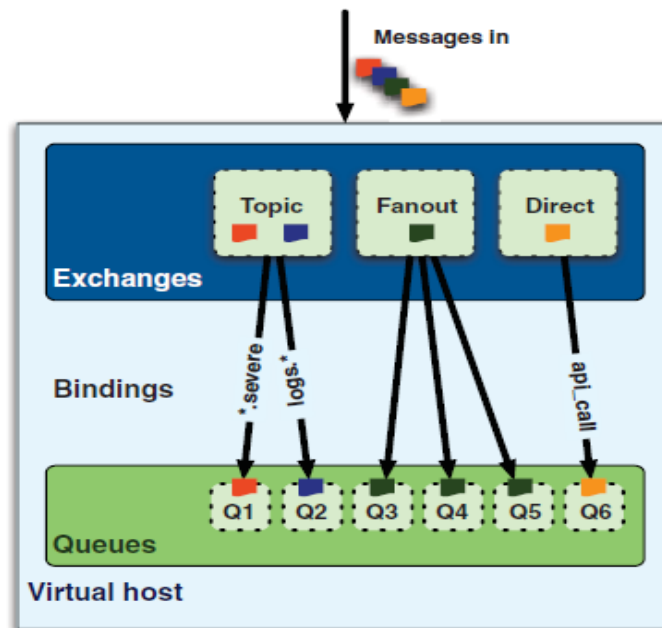 Messages in
Topic
Fanout
Direct
Exchanges
*.severe
logs.*
api_call
Bindings
Q1
Q2
Q3
Q4
Q5
Q6
Queues
Virtual host